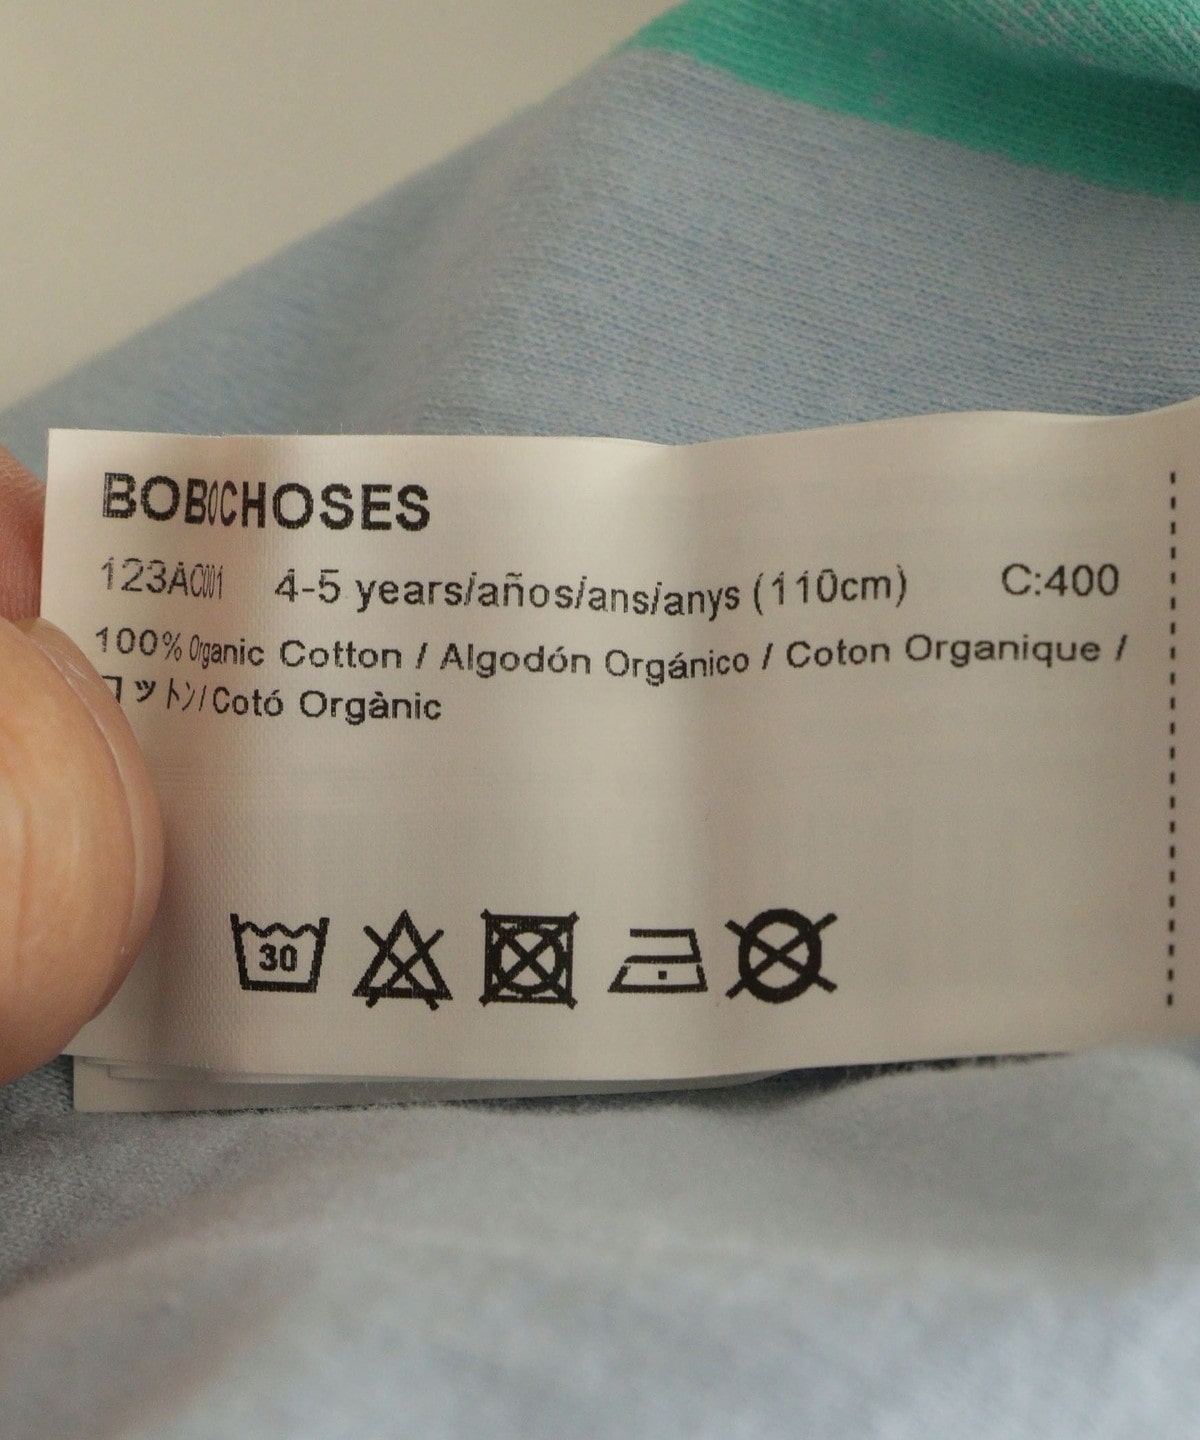 BOBOCHOSES
123AC001 4-5 years/años/ans/anys (110cm) C:400
100% Organic Cotton / Algodón Orgánico / Coton Organique /
コットン/Cotó Orgànic
30